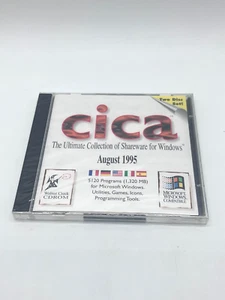 Two Disc
Set!
cica
The Ultimate Collection of Shareware for Windows
August 1995
5120 Programs (1,320 MB)
for Microsoft Windows
Utilities, Games, Icons,
Programming Tools.
Walnut Creek
CDROM
MICROSOFT
WINDOWS
COMPATIBLE